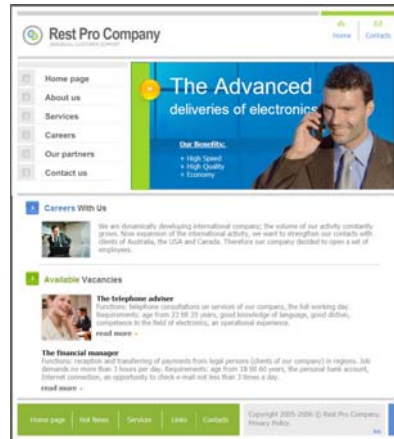 Rest Pro Company
INDIVIDUAL CUSTOMER SUPPORT
Home
Contacts
Home page
About us
Services
Careers
Our partners
Contact us
The Advanced
deliveries of electronics
Our Benefits:
+ High Speed
+ High Quality
+ Economy
Careers With Us
We are dynamically developing international company; the volume of our activity constantly
grows. Now expansion of the international activity, we want to strengthen our contacts with
clients of Australia, the USA and Canada. Therefore our company decided to open a set of
employees.
Available Vacancies
The telephone adviser
Functions: telephone consultations on services of our company, the full working day.
Requirements: age from 22 till 35 years, good knowledge of language, good diction,
competence in the field of electronics, an operational experience.
read more
The financial manager
Functions: reception and transferring of payments from legal persons (clients of our company) in regions. Job
demands no more than 3 hours per day. Requirements: age from 18 till 60 years, the personal bank account,
Internet connection, an opportunity to check e-mail not less than 3 times a day.
read more
Home page
Hot News
Services
Links
Contacts
Copyright 2005-2006 © Rest Pro Company
Privacy Policy